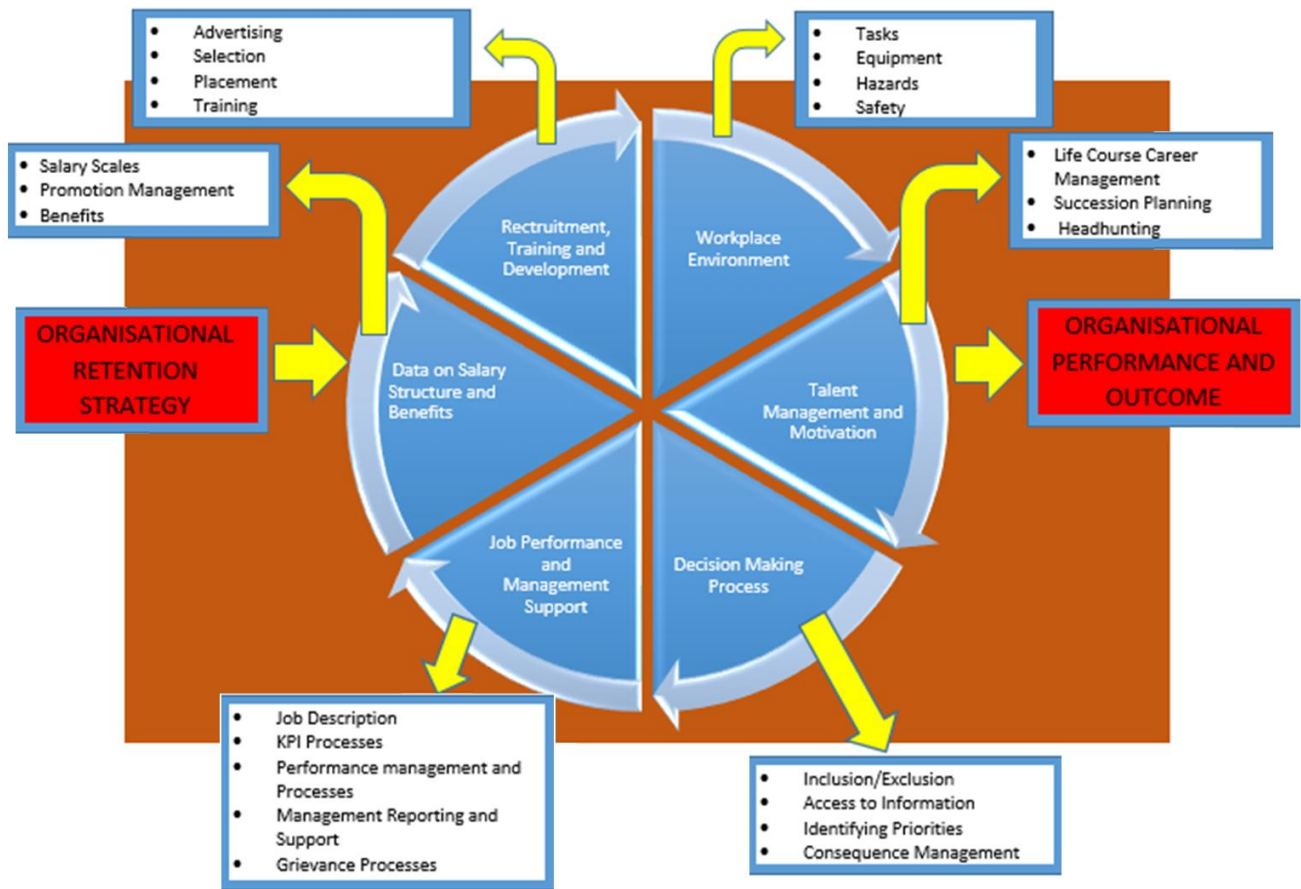 • Advertising
• Selection
• Placement
• Training
• Tasks
• Equipment
• Hazards
• Safety
• Salary Scales
• Promotion Management
• Benefits
• Life Course Career
Management
• Succession Planning
• Headhunting
Rectruitment,
Training and
Development
Workplace
Environment
ORGANISATIONAL
RETENTION
STRATEGY
Data on Salary
Structure and
Benefits
Talent
Management and
Motivation
ORGANISATIONAL
PERFORMANCE AND
OUTCOME
Job Performance
and
Management
Support
Decision Making
Process
• Job Description
• KPI Processes
• Performance management and
Processes
• Management Reporting and
Support
• Grievance Processes
• Inclusion/Exclusion
• Access to Information
• Identifying Priorities
• Consequence Management